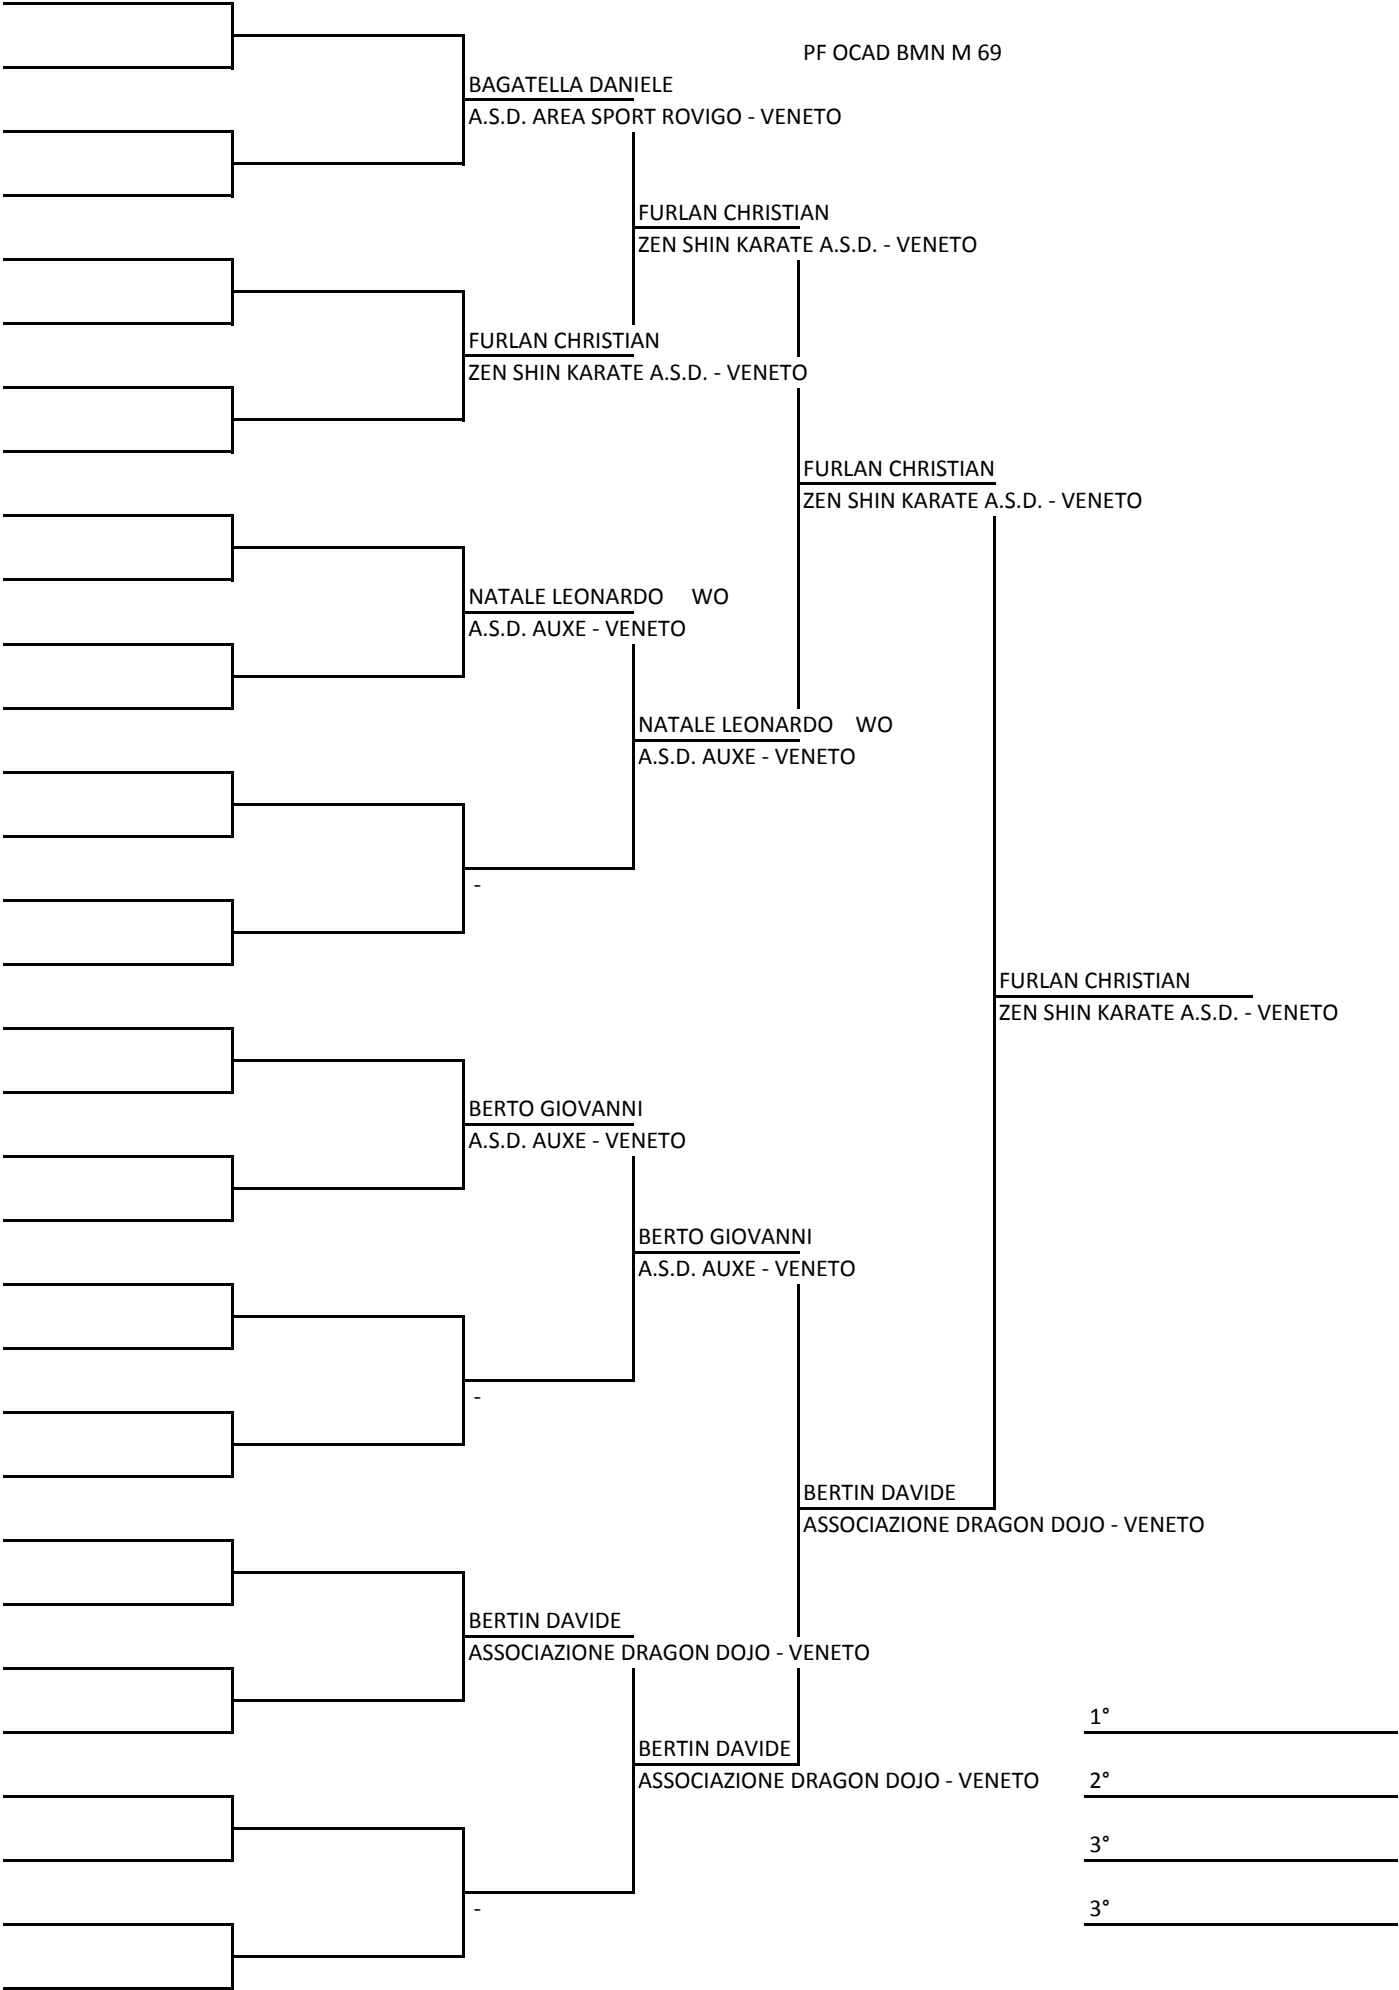 PF OCAD BMN M 69
BAGATELLA DANIELE
A.S.D. AREA SPORT ROVIGO - VENETO
FURLAN CHRISTIAN
ZEN SHIN KARATE A.S.D. - VENETO
FURLAN CHRISTIAN
ZEN SHIN KARATE A.S.D. - VENETO
FURLAN CHRISTIAN
ZEN SHIN KARATE A.S.D. - VENETO
NATALE LEONARDO WO
A.S.D. AUXE - VENETO
NATALE LEONARDO WO
A.S.D. AUXE - VENETO
-
FURLAN CHRISTIAN
ZEN SHIN KARATE A.S.D. - VENETO
BERTO GIOVANNI
A.S.D. AUXE - VENETO
BERTO GIOVANNI
A.S.D. AUXE - VENETO
-
BERTIN DAVIDE
ASSOCIAZIONE DRAGON DOJO - VENETO
BERTIN DAVIDE
ASSOCIAZIONE DRAGON DOJO - VENETO
1°
BERTIN DAVIDE
ASSOCIAZIONE DRAGON DOJO - VENETO
2°
3°
3°
-